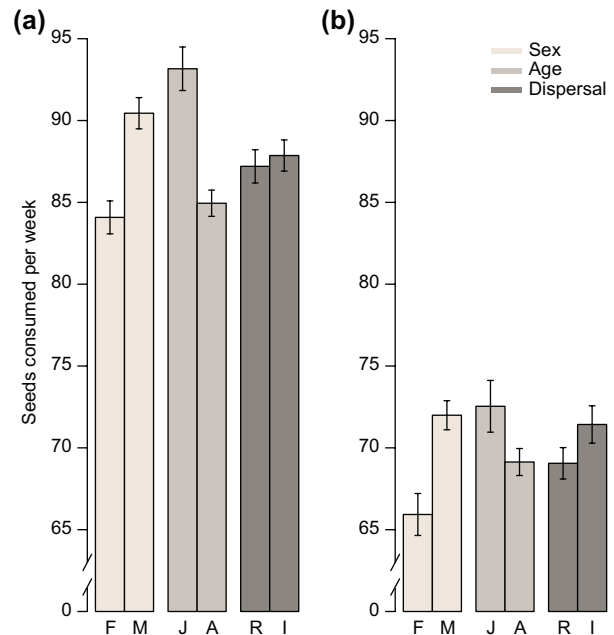 (a)
(b)
Seeds consumed per week
95
90
85
80
75
70
65
0
F M J A R I
95
90
85
80
75
70
65
0
F M J A R I
Sex
Age
Dispersal